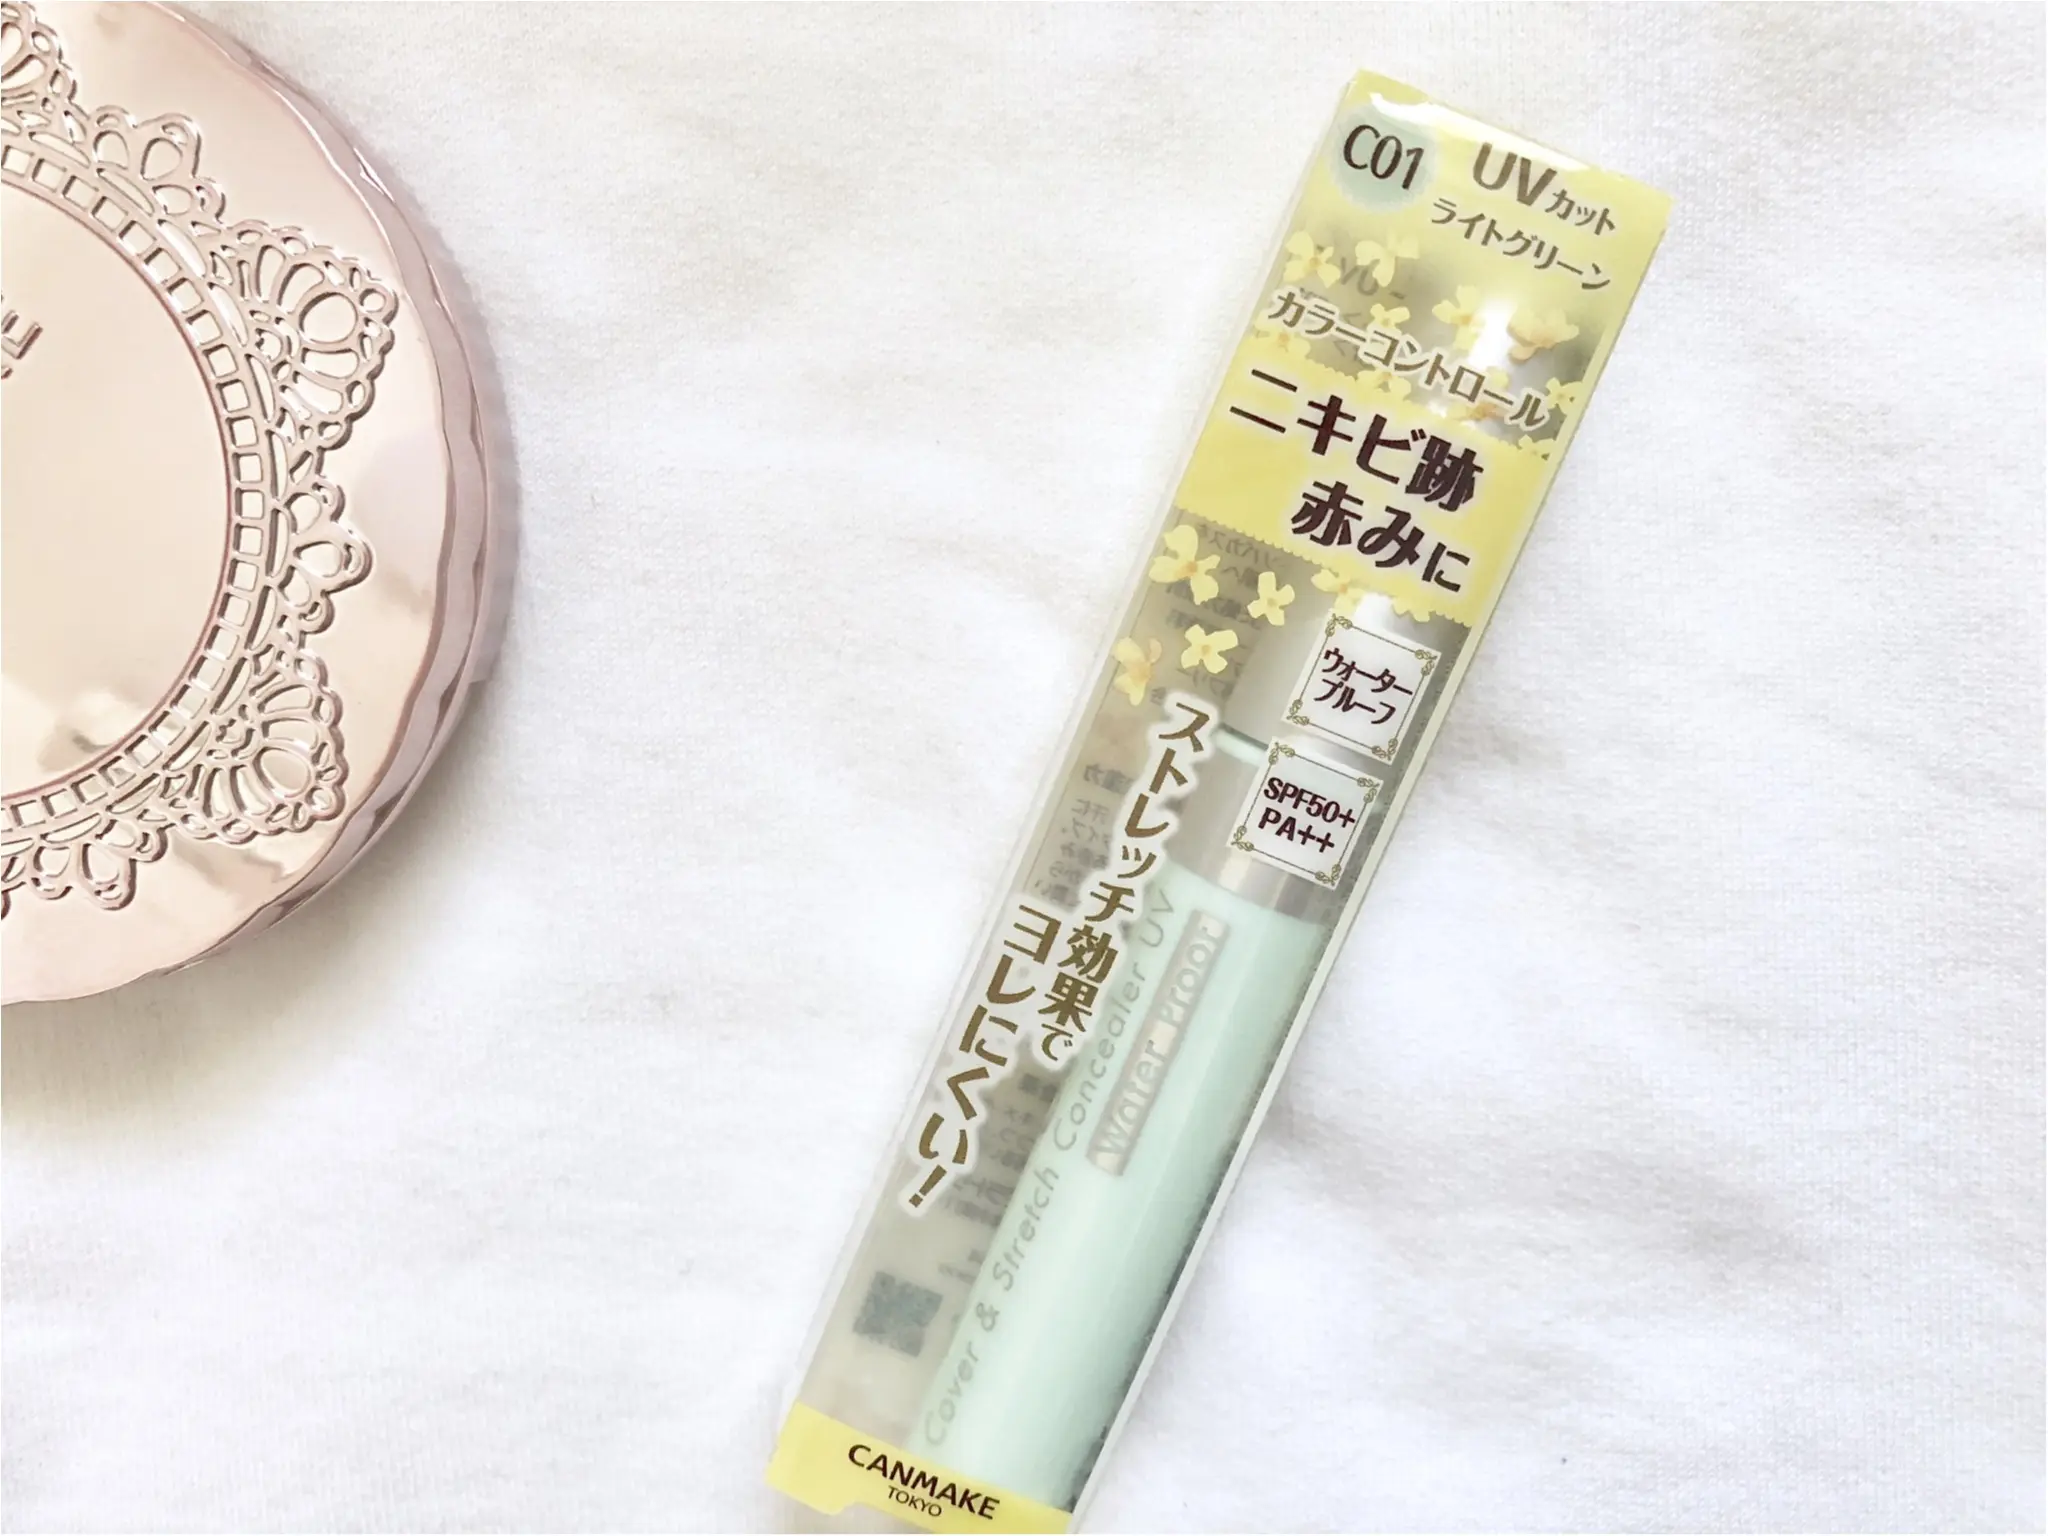 C01
UVカット
ライトグリーン
カラーコントロール
ニキビ跡
赤みに
ウォーター
プルーフ
SPF50+
PA++
ストレッチ効果で
ヨレにくい!
Cover & Stretch Concealer UV
Water Proof
CANMAKE
TOKYO